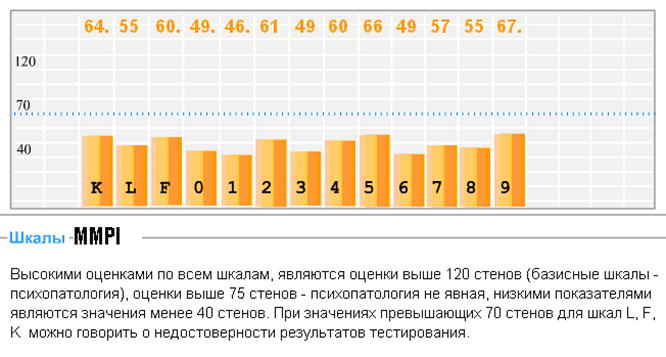 64. 55 60. 49. 46. 61 49 60 66 49 57 55. 67.
120
70
40
K L F 0 1 2 3 4 5 6 7 8 9
Шкалы MMPI
Высокими оценками по всем шкалам, являются оценки выше 120 стенов (базисные шкалы -
психопатология), оценки выше 75 стенов - психопатология не явная, низкими показателями
являются значения менее 40 стенов. При значениях превышающих 70 стенов для шкал L, F,
K можно говорить о недостоверности результатов тестирования.